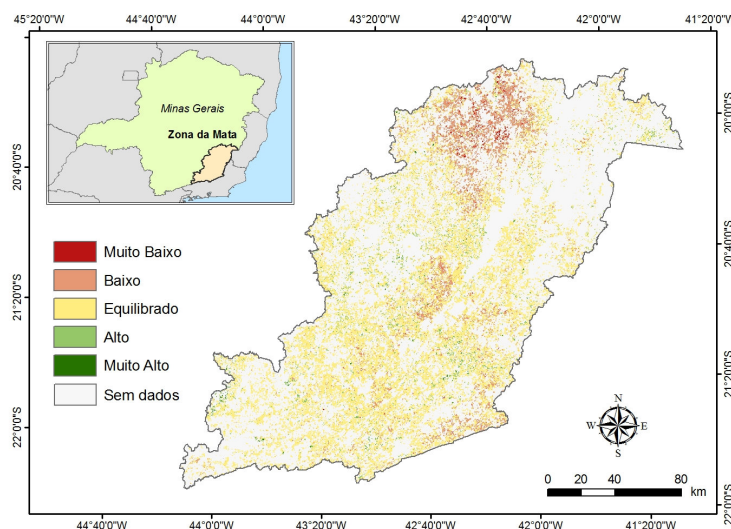 45°20'0"W 44°40'0"W 44°0'0"W 43°20'0"W 42°40'0"W 42°0'0"W 41°20'0"W
Minas Gerais
Zona da Mata
20°0'0"S
20°40'0"S
20°40'0"S
21°20'0"S
21°20'0"S
22°0'0"S
22°0'0"S
Muito Baixo
Baixo
Equilibrado
Alto
Muito Alto
Sem dados
N
W E
S
0 20 40 60 80
km
44°40'0"W 44°0'0"W 43°20'0"W 42°40'0"W 42°0'0"W 41°20'0"W